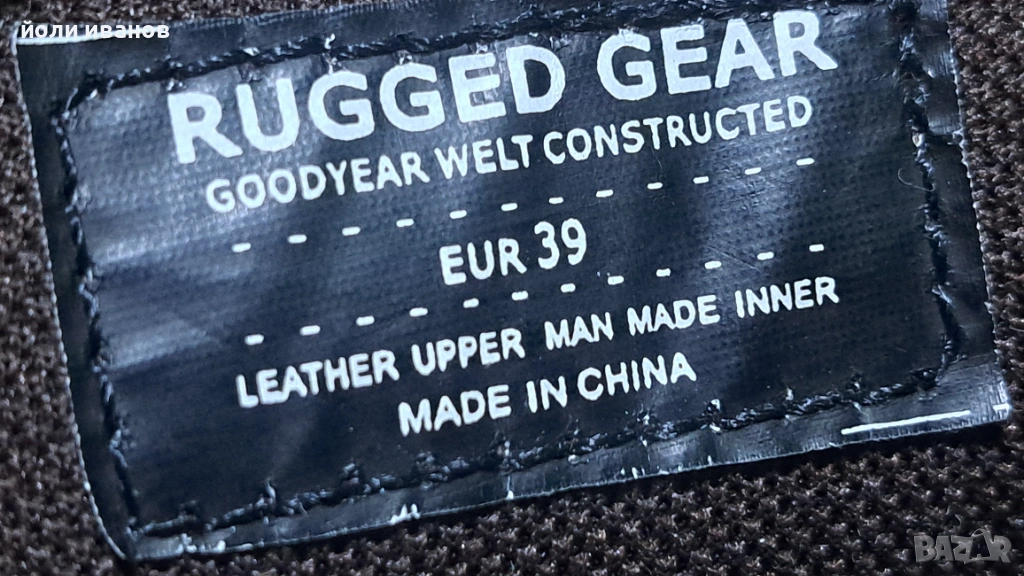 йоли иванов
RUGGED GEAR
GOODYEAR WELT CONSTRUCTED
- - - - - - - - - - -
EUR 39
- - - - - - - - - - -
LEATHER UPPER MAN MADE INNER
MADE IN CHINA
BAZAR